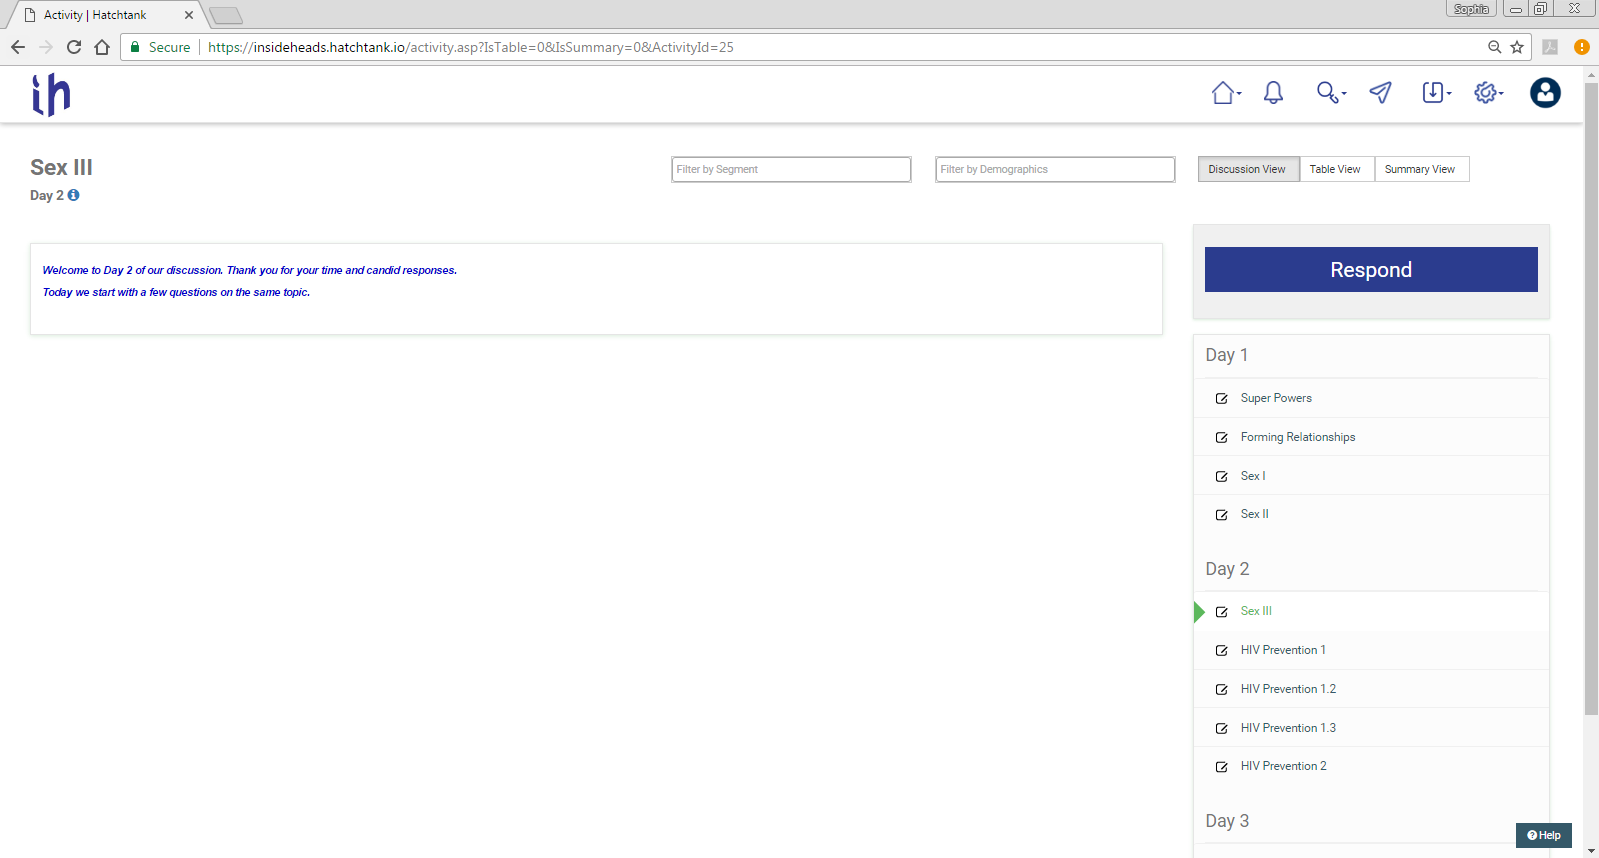 Activity | Hatchtank
Sophia
Secure
https://insideheads.hatchtank.io/activity.asp?IsTable=0&IsSummary=0&ActivityId=25
ih
Sex III
Day 2
Filter by Segment
Filter by Demographics
Discussion View
Table View
Summary View
Welcome to Day 2 of our discussion. Thank you for your time and candid responses.
Today we start with a few questions on the same topic.
Respond
Day 1
Super Powers
Forming Relationships
Sex I
Sex II
Day 2
Sex III
HIV Prevention 1
HIV Prevention 1.2
HIV Prevention 1.3
HIV Prevention 2
Day 3
Help